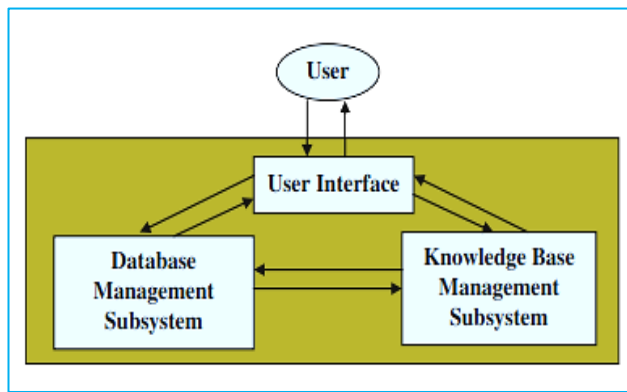 User
User Interface
Database
Management
Subsystem
Knowledge Base
Management
Subsystem